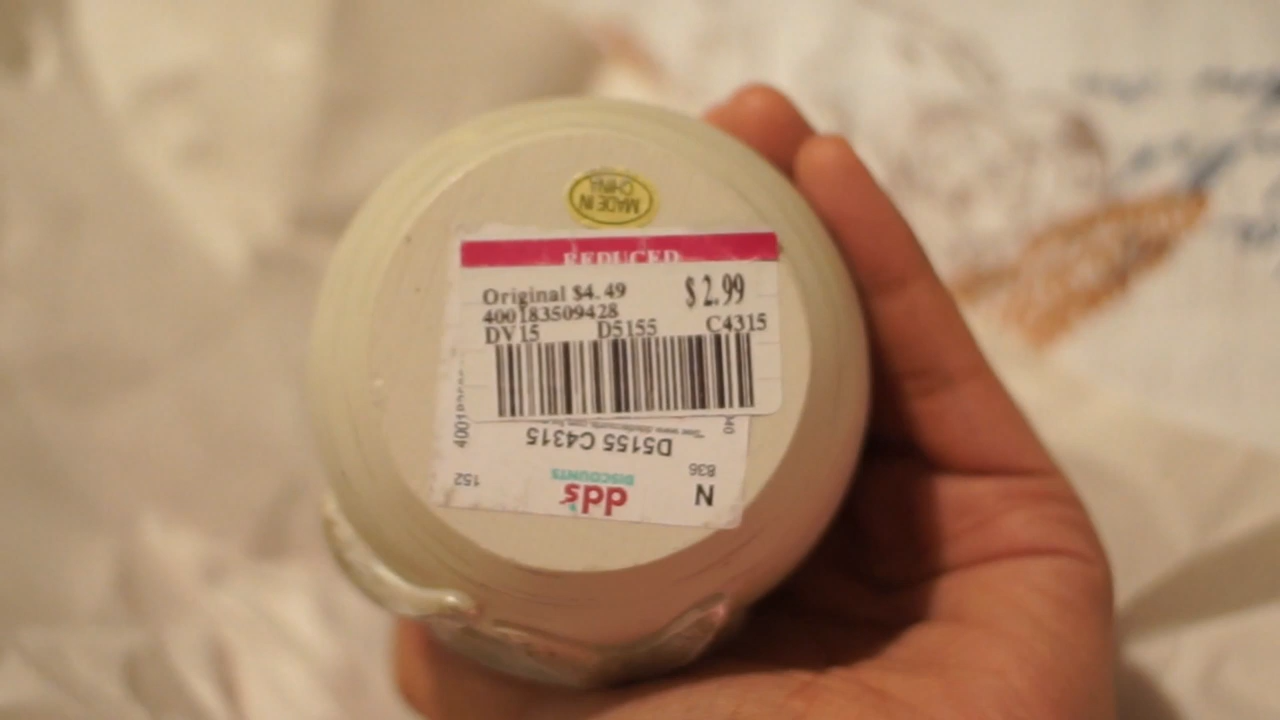 MADE IN
CHINA
REDUCED
Original $4.49 $2.99
400183509428
DV15 D5155 C4315
D5155 C4315
152
836
N
dd's
DISCOUNTS